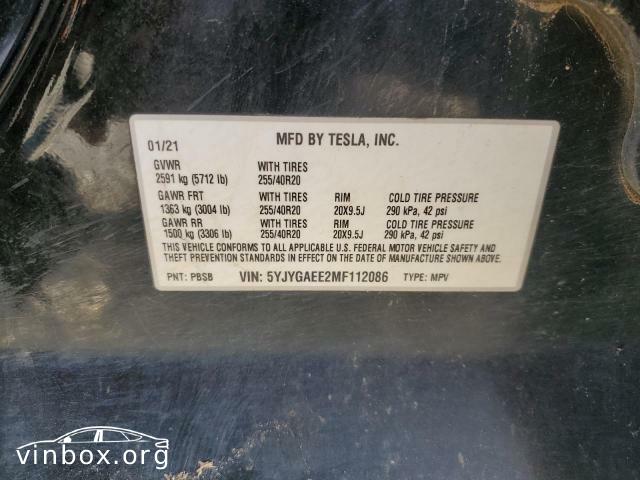 01/21 MFD BY TESLA, INC.
GVWR WITH TIRES
2591 kg (5712 lb) 255/40R20
GAWR FRT WITH TIRES RIM COLD TIRE PRESSURE
1363 kg (3004 lb) 255/40R20 20X9.5J 290 kPa, 42 psi
GAWR RR WITH TIRES RIM COLD TIRE PRESSURE
1500 kg (3306 lb) 255/40R20 20X9.5J 290 kPa, 42 psi
THIS VEHICLE CONFORMS TO ALL APPLICABLE U.S. FEDERAL MOTOR VEHICLE SAFETY AND
THEFT PREVENTION STANDARDS IN EFFECT ON THE DATE OF MANUFACTURE SHOWN ABOVE.
PNT: PBSB VIN: 5YJYGAEE2MF112086 TYPE: MPV
vinbox.org